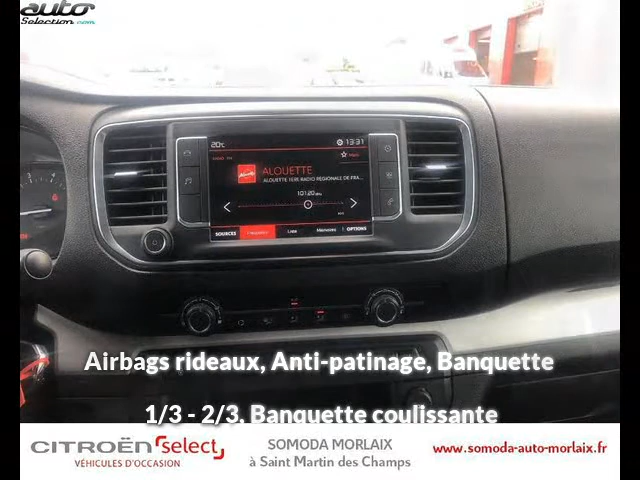 auto
Selection.com
20°C 13:31
ALOUETTE
ALOUETTE 1ERE RADIO REGIONALE DE FRA...
SOURCES Liste Mémoires OPTIONS
Airbags rideaux, Anti-patinage, Banquette
1/3 - 2/3, Banquette coulissante
CITROËN Select
VÉHICULES D'OCCASION
SOMODA MORLAIX
à Saint Martin des Champs
www.somoda-auto-morlaix.fr